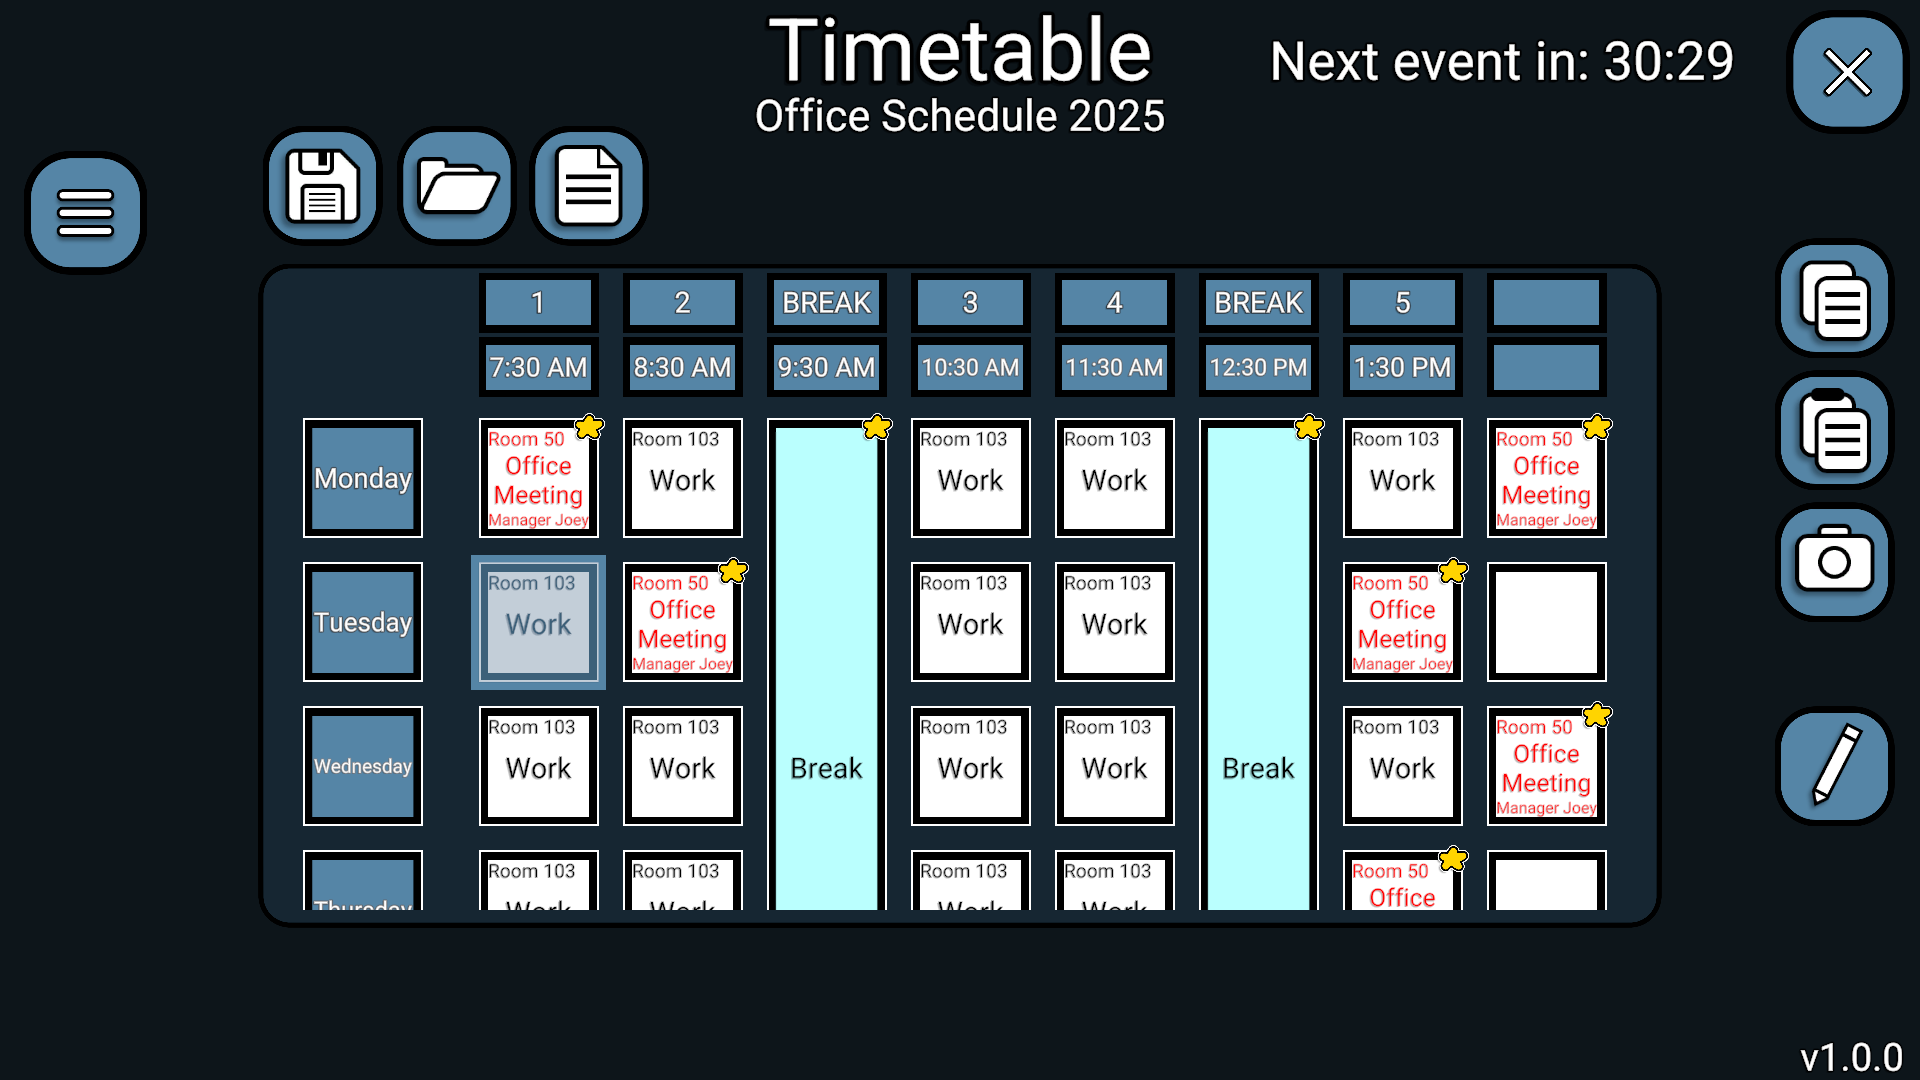 Timetable
Office Schedule 2025
Next event in: 30:29
1 2 BREAK 3 4 BREAK 5
7:30 AM 8:30 AM 9:30 AM 10:30 AM 11:30 AM 12:30 PM 1:30 PM
Monday
Room 50
Office
Meeting
Manager Joey
Room 103
Work
Room 103
Work
Room 103
Work
Room 103
Work
Room 50
Office
Meeting
Manager Joey
Tuesday
Room 103
Work
Room 50
Office
Meeting
Manager Joey
Room 103
Work
Room 103
Work
Room 50
Office
Meeting
Manager Joey
Wednesday
Room 103
Work
Room 103
Work
Break
Room 103
Work
Room 103
Work
Break
Room 103
Work
Room 50
Office
Meeting
Manager Joey
Thursday
Room 103
Work
Room 103
Work
Room 103
Work
Room 103
Work
Room 50
Office
v1.0.0